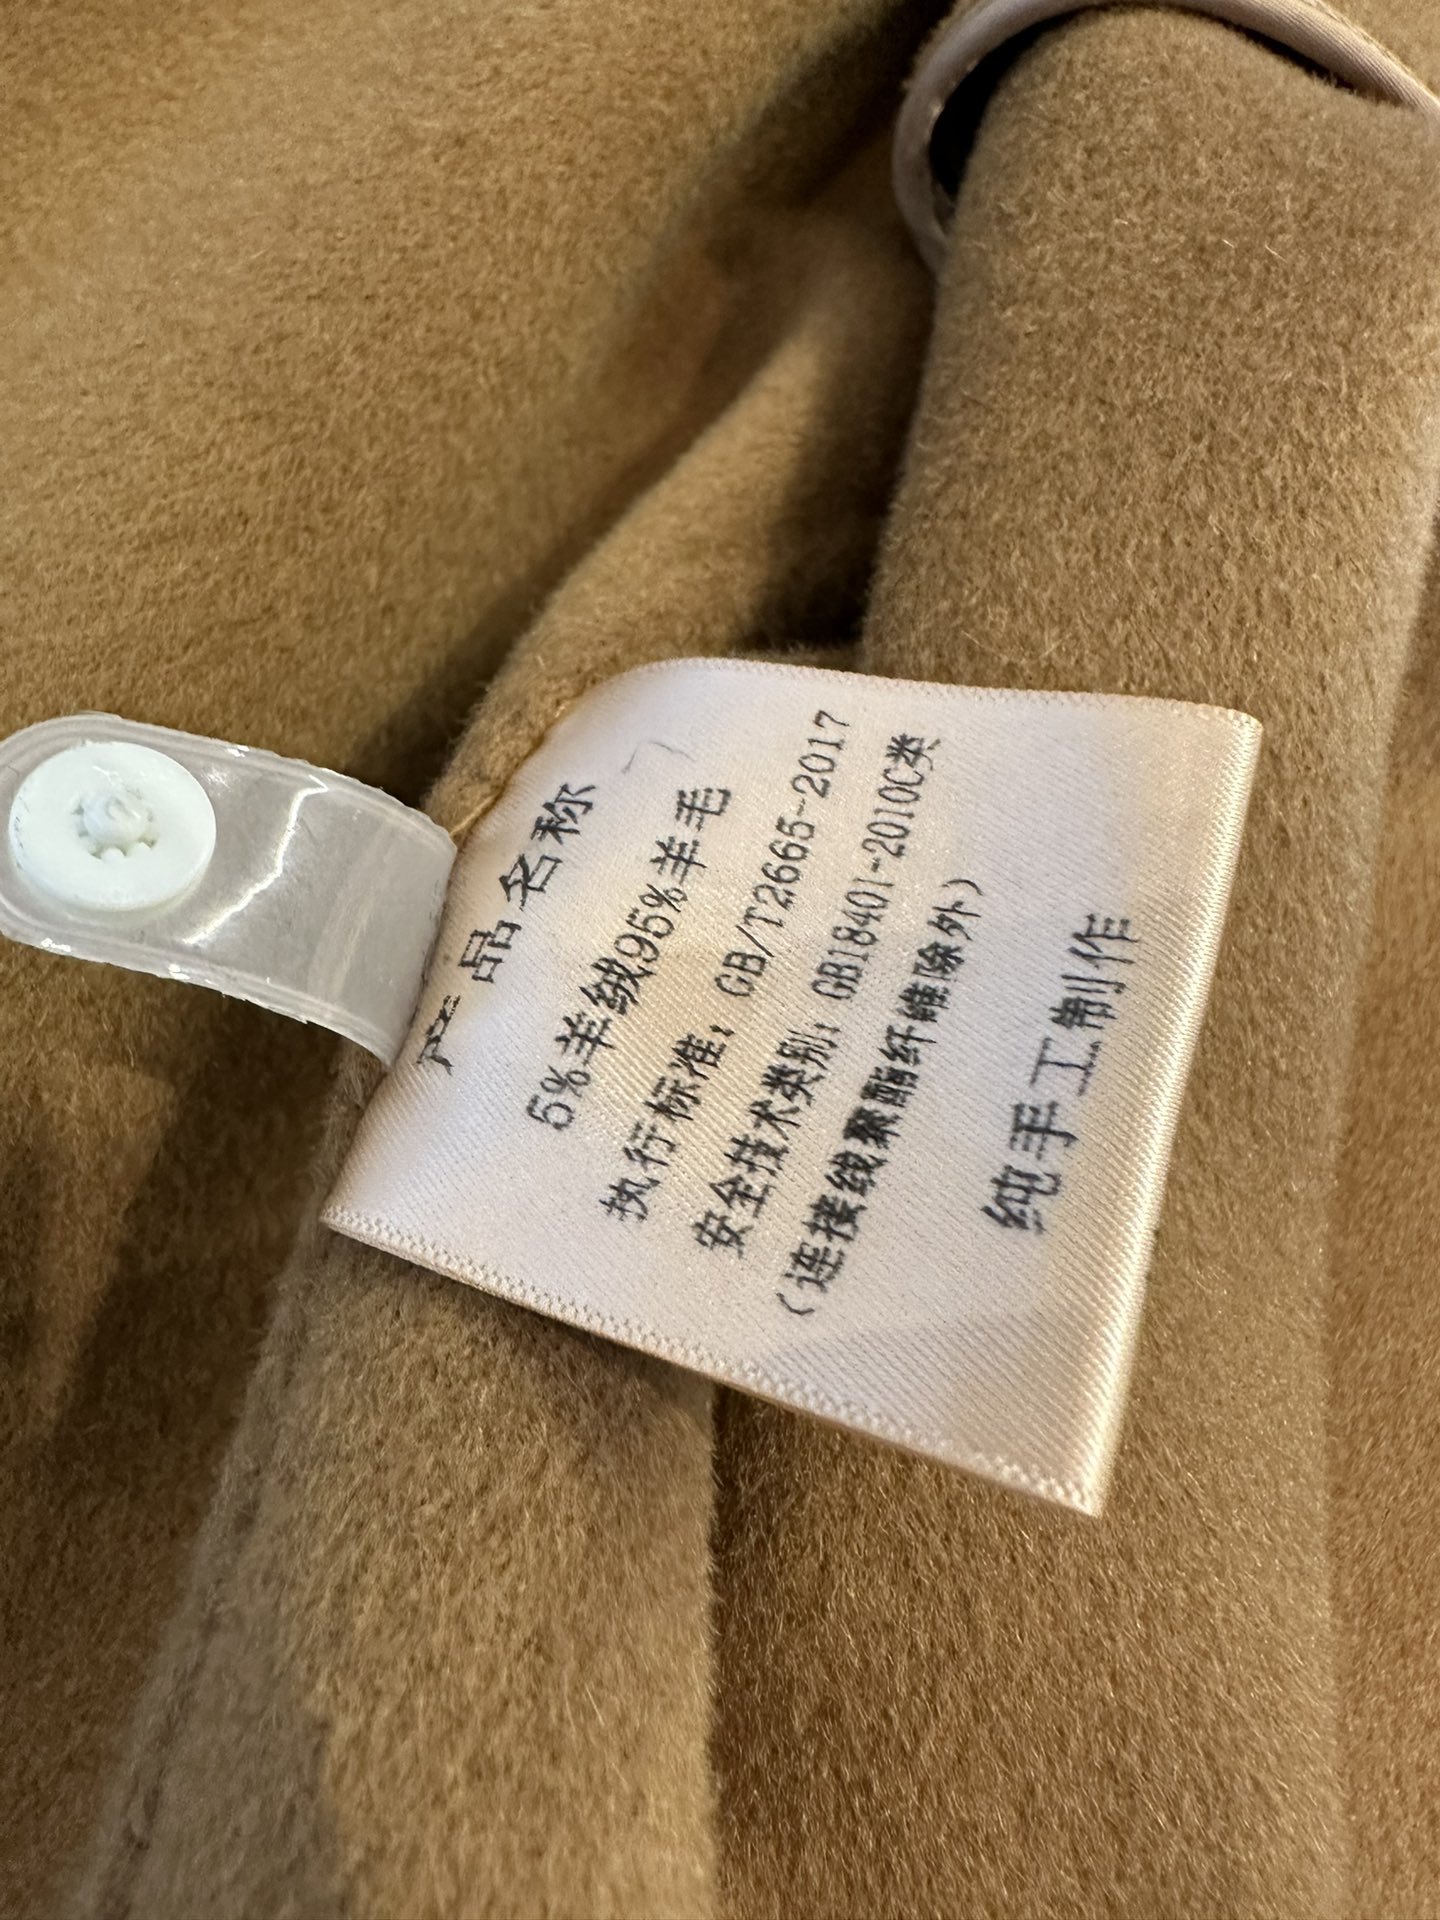 产品名称
5%羊绒95%羊毛
执行标准: GB/T2665-2017
安全技术类别: GB18401-2010C类
(连接线聚酯纤维除外)
纯手工制作